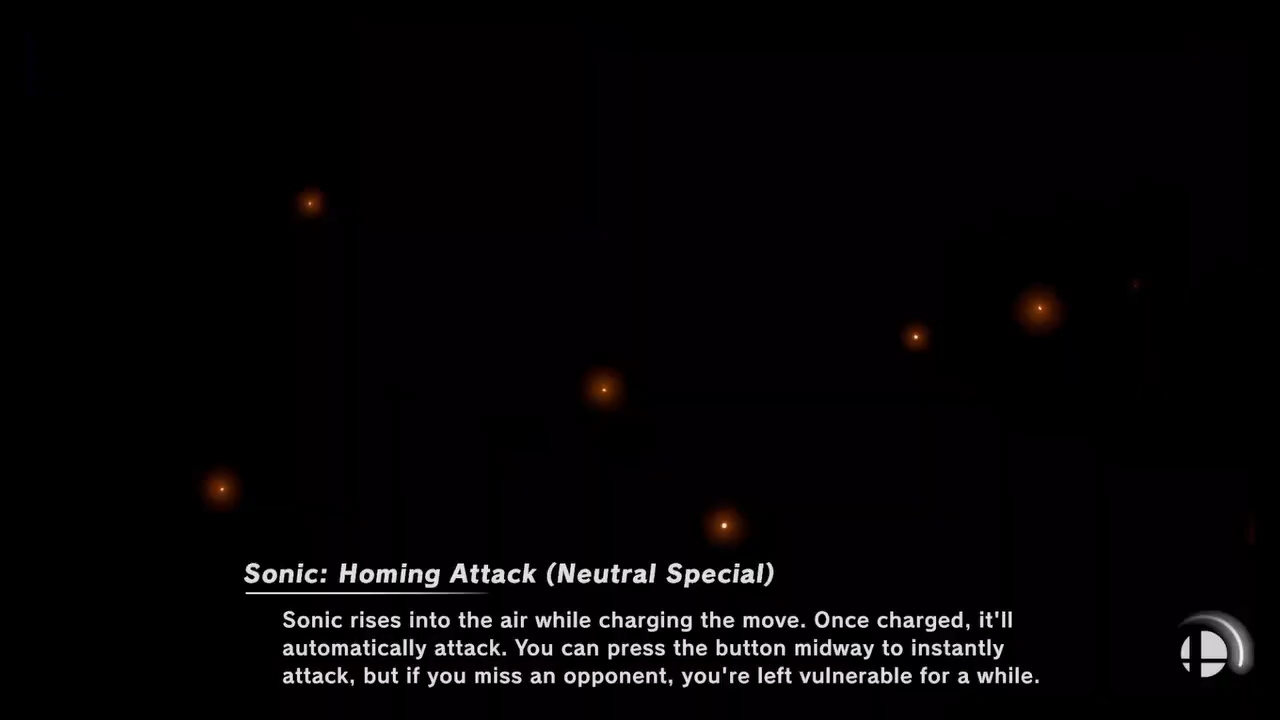 Sonic: Homing Attack (Neutral Special)
Sonic rises into the air while charging the move. Once charged, it'll
automatically attack. You can press the button midway to instantly
attack, but if you miss an opponent, you're left vulnerable for a while.